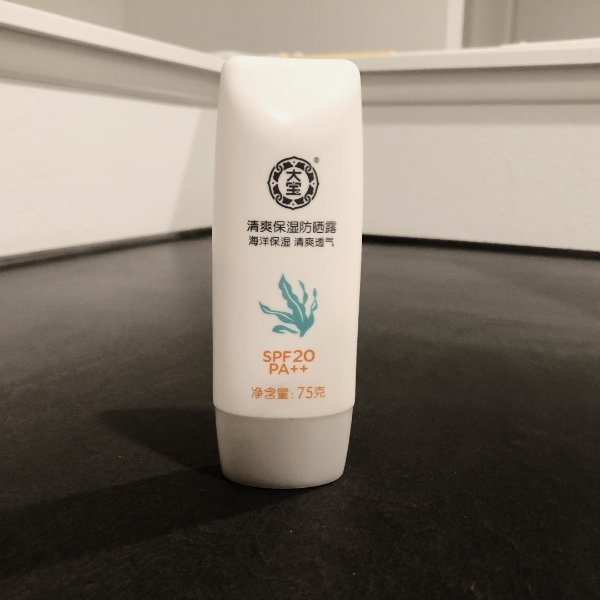 大宝
®
清爽保湿防晒露
海洋保湿 清爽透气
SPF20
PA++
净含量: 75克